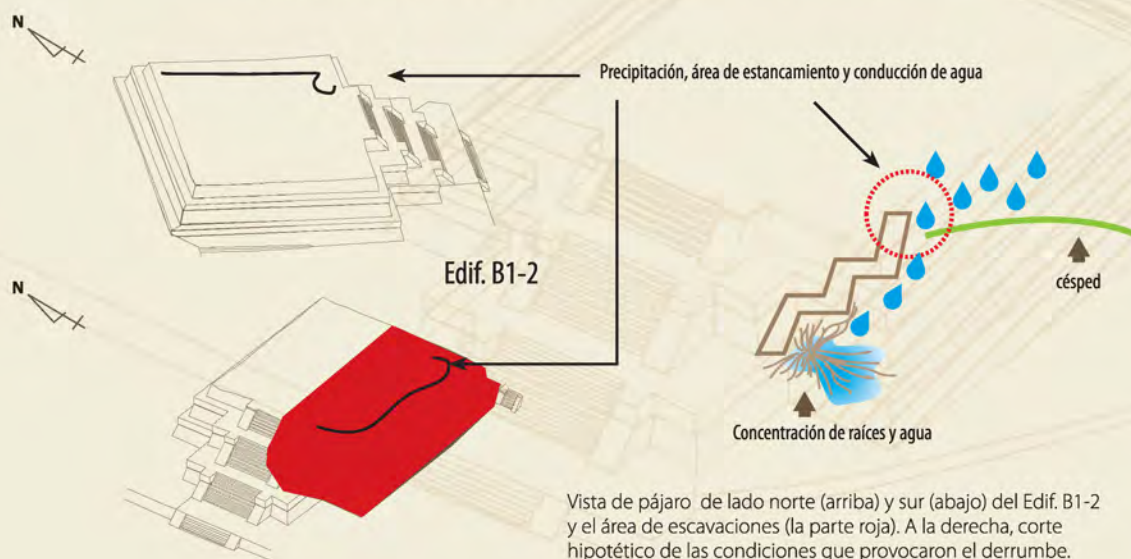 N
Precipitación, área de estancamiento y conducción de agua
Edif. B1-2
césped
N
Concentración de raíces y agua
Vista de pájaro de lado norte (arriba) y sur (abajo) del Edif. B1-2
y el área de escavaciones (la parte roja). A la derecha, corte
hipotético de las condiciones que provocaron el derrumbe.